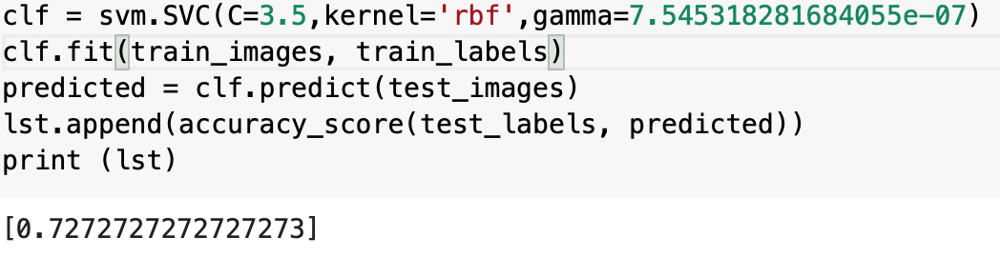 clf = svm.SVC(C=3.5,kernel='rbf',gamma=7.545318281684055e-07)
clf.fit(train_images, train_labels)
predicted = clf.predict(test_images)
lst.append(accuracy_score(test_labels, predicted))
print (lst)
[0.7272727272727273]